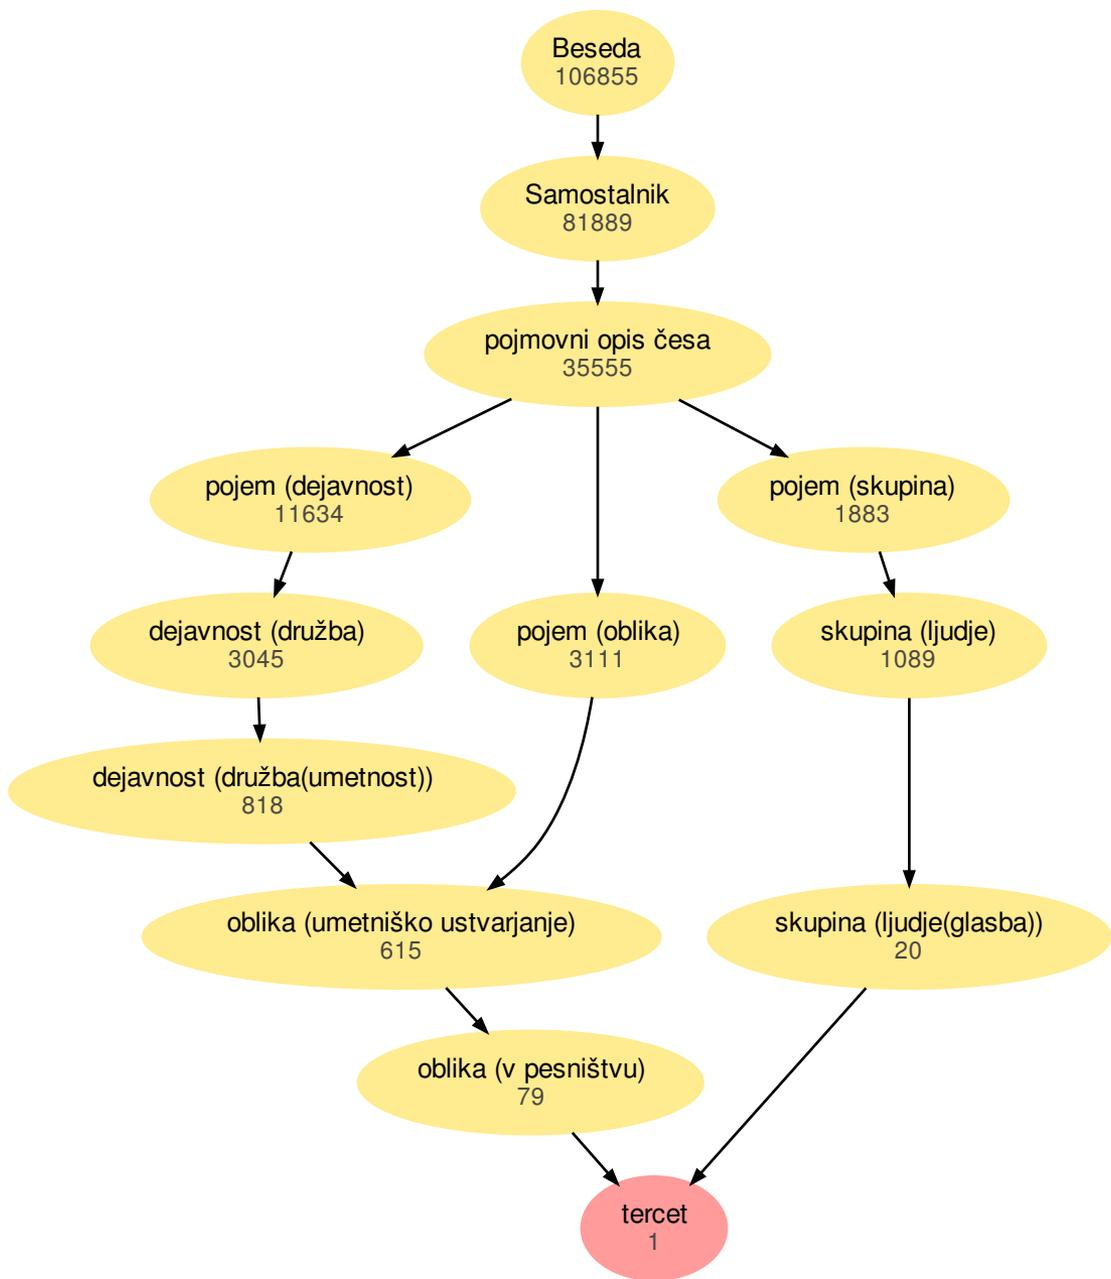 Beseda
106855
Samostalnik
81889
pojmovni opis česa
35555
pojem (dejavnost)
11634
pojem (skupina)
1883
dejavnost (družba)
3045
pojem (oblika)
3111
skupina (ljudje)
1089
dejavnost (družba(umetnost))
818
oblika (umetniško ustvarjanje)
615
skupina (ljudje(glasba))
20
oblika (v pesništvu)
79
tercet
1